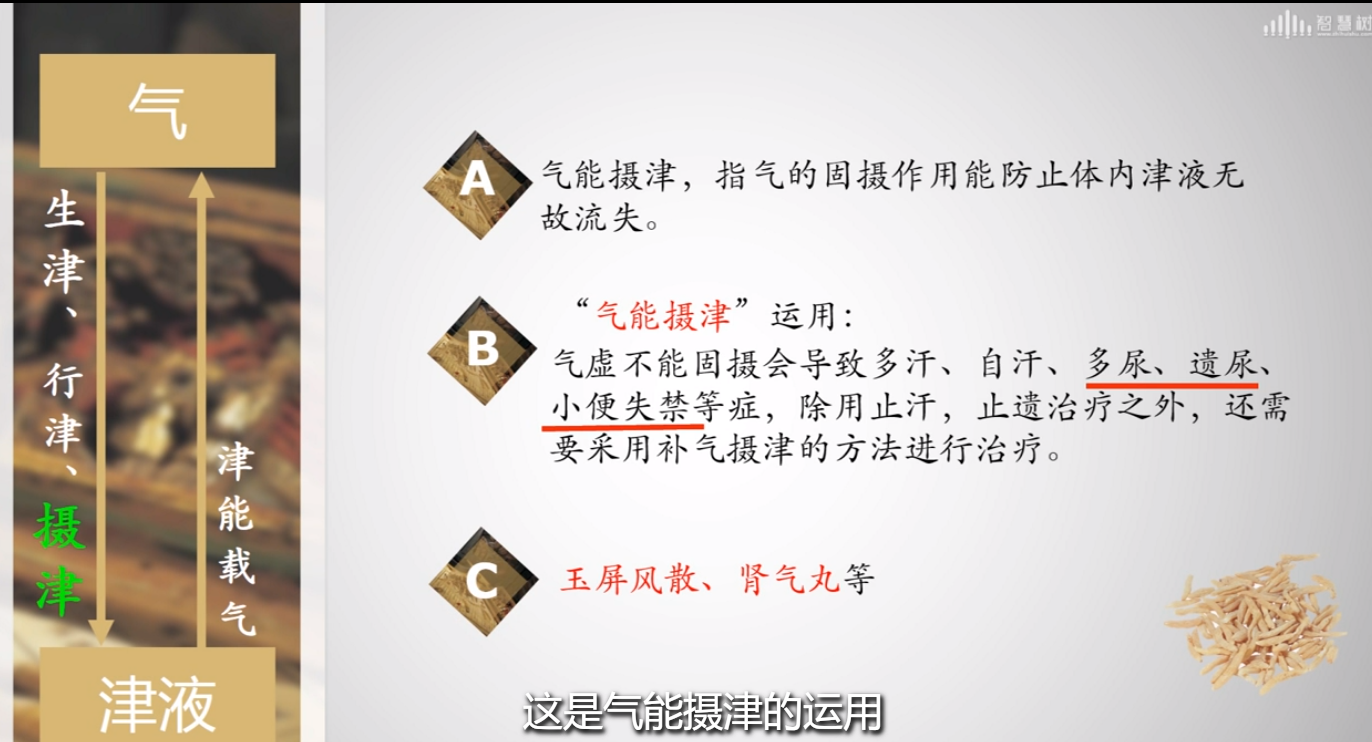 智慧树
气
生津、行津、摄津
津能载气
津液
A
气能摄津，指气的固摄作用能防止体内津液无
故流失。
B
“气能摄津”运用：
气虚不能固摄会导致多汗、自汗、多尿、遗尿、
小便失禁等症，除用止汗，止遗治疗之外，还需
要采用补气摄津的方法进行治疗。
C
玉屏风散、肾气丸等
这是气能摄津的运用